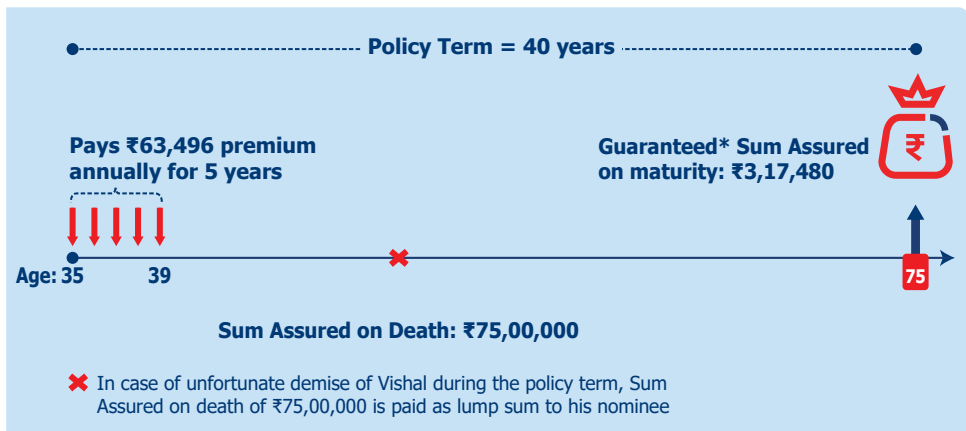 Policy Term = 40 years
Pays ₹63,496 premium
annually for 5 years
Guaranteed* Sum Assured
on maturity: ₹3,17,480
₹
Age: 35
39
75
Sum Assured on Death: ₹75,00,000
In case of unfortunate demise of Vishal during the policy term, Sum
Assured on death of ₹75,00,000 is paid as lump sum to his nominee